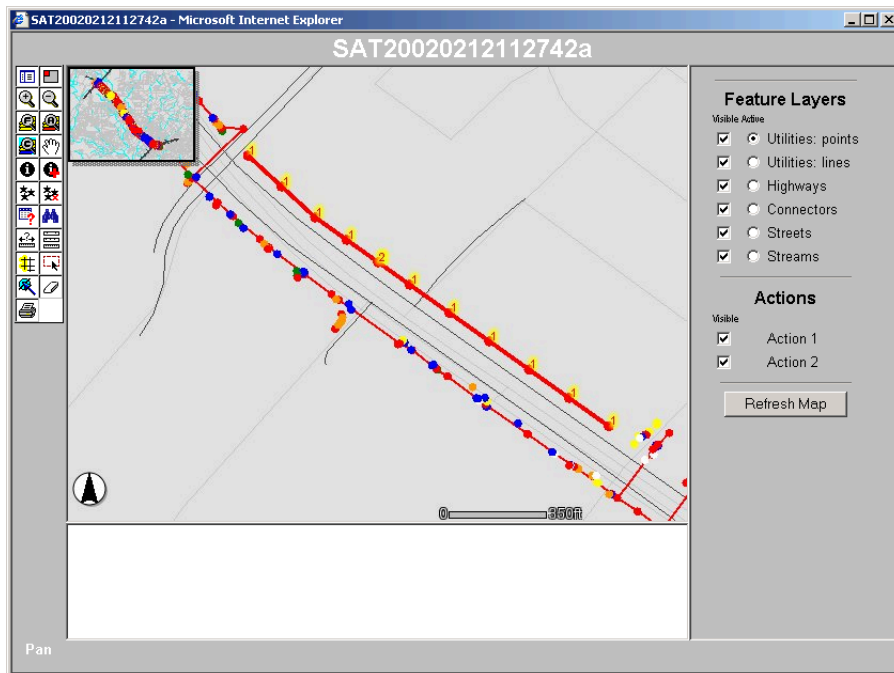 SAT20020212112742a - Microsoft Internet Explorer
SAT20020212112742a
Feature Layers
Visible Active
Utilities: points
Utilities: lines
Highways
Connectors
Streets
Streams
Actions
Visible
Action 1
Action 2
Refresh Map
1
1
1
1
2
1
1
1
1
1
1
0 350ft
Pan